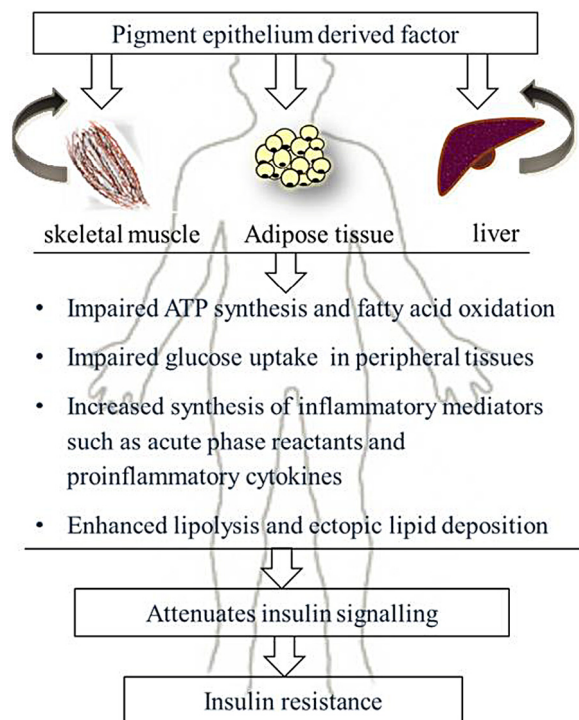 Pigment epithelium derived factor
skeletal muscle
Adipose tissue
liver
• Impaired ATP synthesis and fatty acid oxidation
• Impaired glucose uptake in peripheral tissues
• Increased synthesis of inflammatory mediators
such as acute phase reactants and
proinflammatory cytokines
• Enhanced lipolysis and ectopic lipid deposition
Attenuates insulin signalling
Insulin resistance